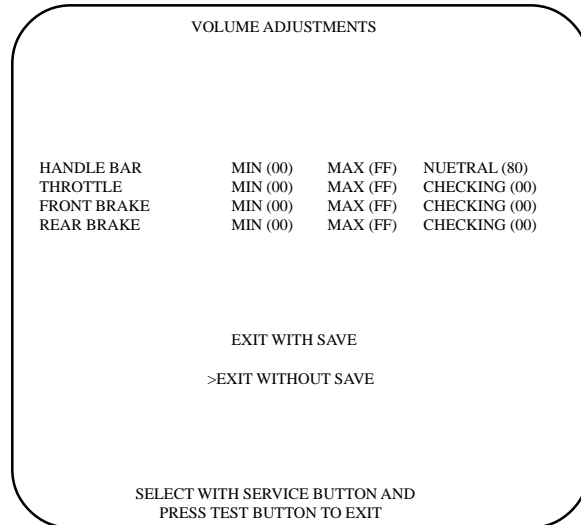 VOLUME ADJUSTMENTS
HANDLE BAR MIN (00) MAX (FF) NUETRAL (80)
THROTTLE MIN (00) MAX (FF) CHECKING (00)
FRONT BRAKE MIN (00) MAX (FF) CHECKING (00)
REAR BRAKE MIN (00) MAX (FF) CHECKING (00)
EXIT WITH SAVE
>EXIT WITHOUT SAVE
SELECT WITH SERVICE BUTTON AND
PRESS TEST BUTTON TO EXIT